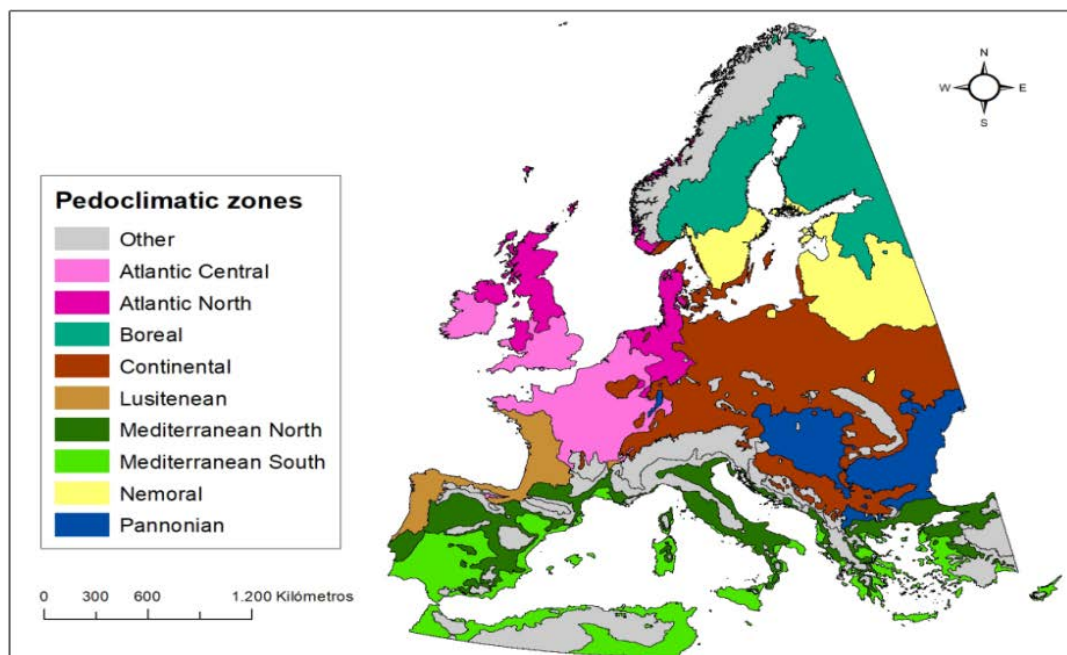 N
W E
S
Pedoclimatic zones
Other
Atlantic Central
Atlantic North
Boreal
Continental
Lusitenean
Mediterranean North
Mediterranean South
Nemoral
Pannonian
0 300 600 1.200 Kilómetros